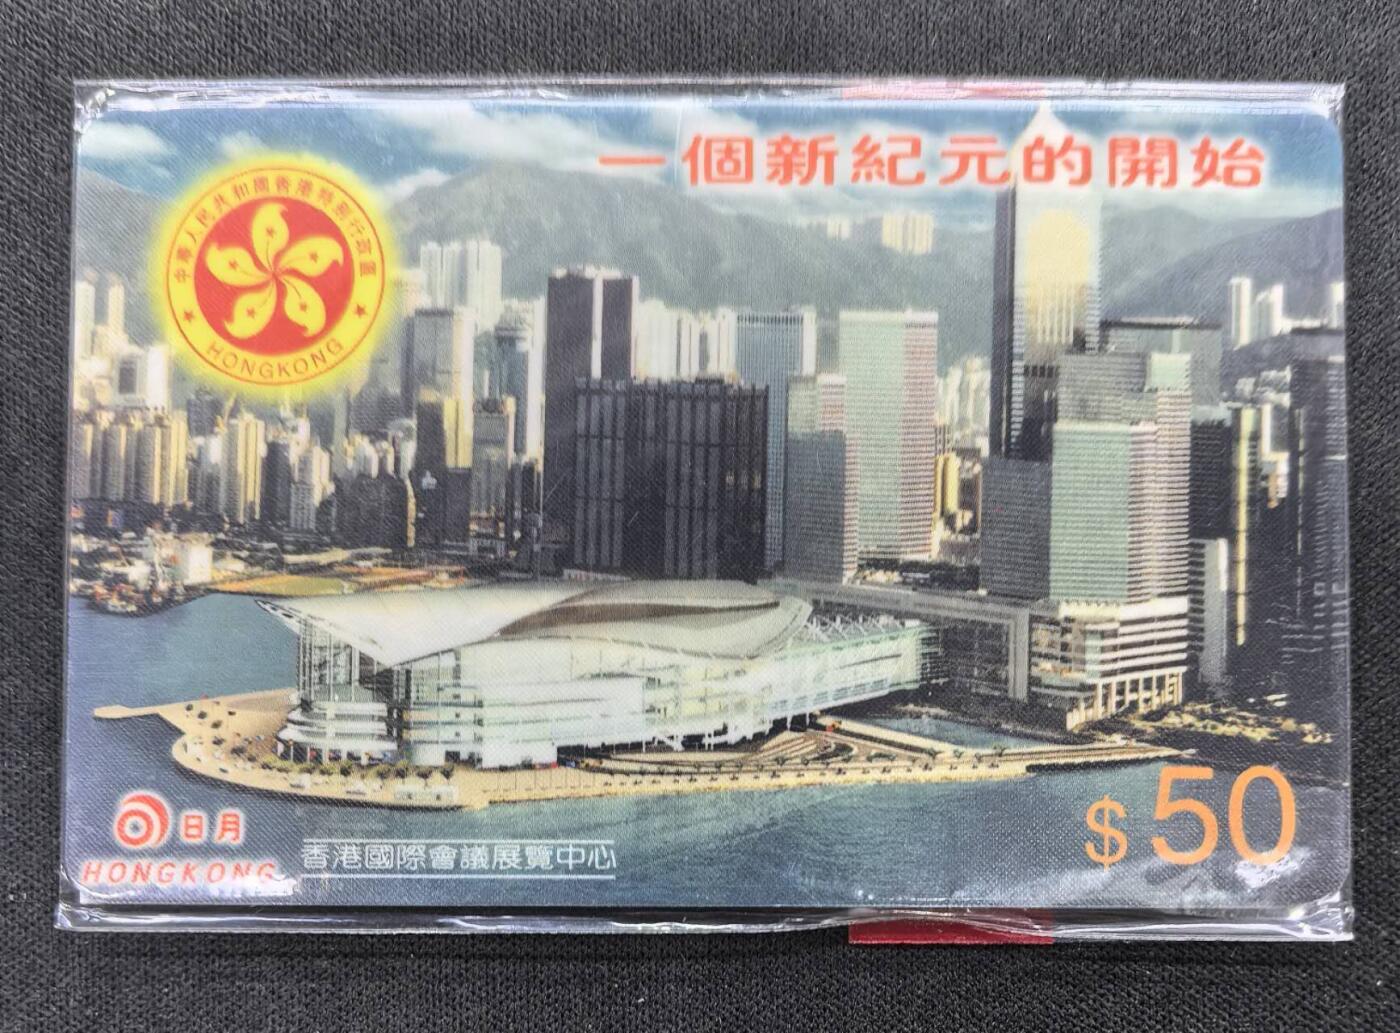 一個新紀元的開始
中華人民共和國香港特別行政區
HONGKONG
日月
HONGKONG
香港國際會議展覽中心
$50